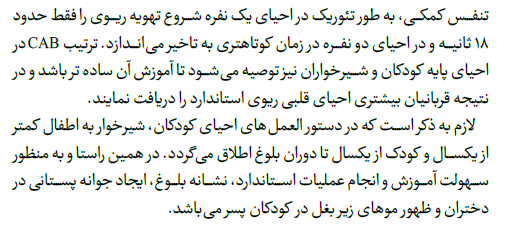 تنفس کمکی، به طور تئوریک در احیای یک نفره شروع تهویه ریوی را فقط حدود
۱۸ ثانیه و در احیای دو نفره در زمان کوتاهتری به تاخیر می‌اندازد. ترتیب CAB در
احیای پایه کودکان و شیرخواران نیز توصیه می‌شود تا آموزش آن ساده تر باشد و در
نتیجه قربانیان بیشتری احیای قلبی ریوی استاندارد را دریافت نمایند.
لازم به ذکر است که در دستور العمل های احیای کودکان، شیرخوار به اطفال کمتر
از یکسال و کودک از یکسال تا دوران بلوغ اطلاق می‌گردد. در همین راستا و به منظور
سهولت آموزش و انجام عملیات استاندارد، نشانه بلوغ، ایجاد جوانه پستانی در
دختران و ظهور موهای زیر بغل در کودکان پسر می‌باشد.